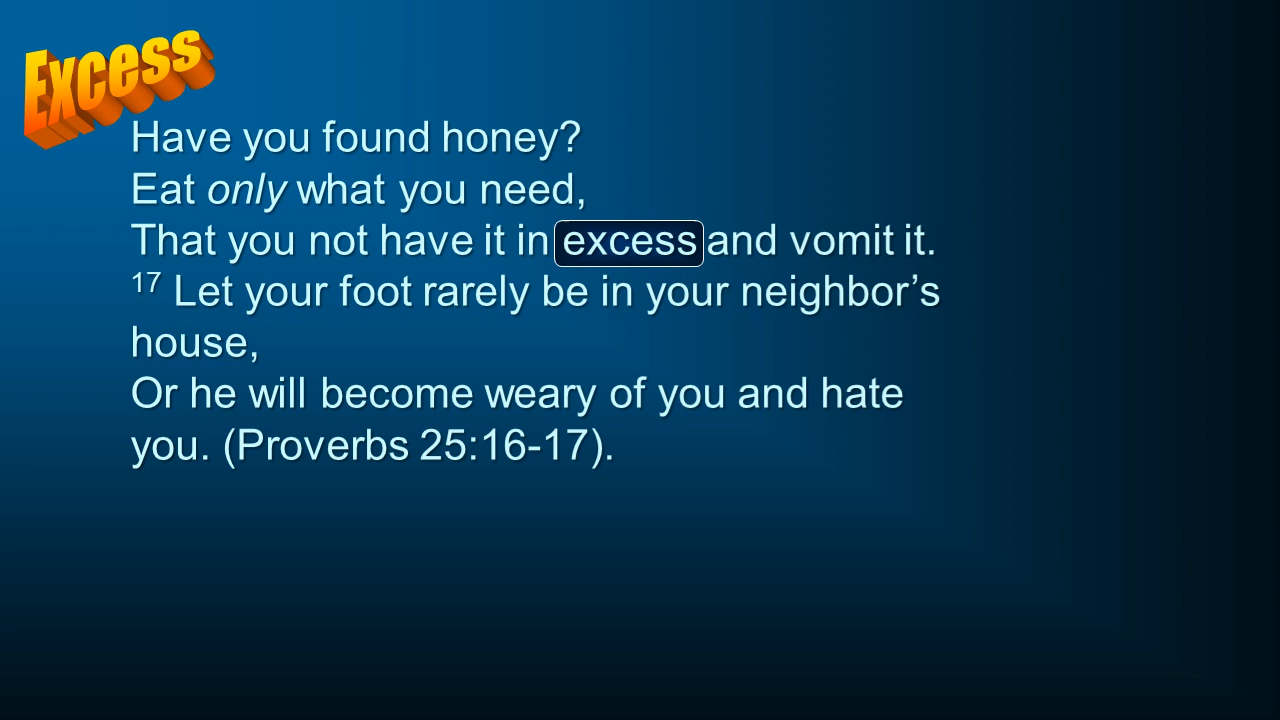 Excess
Have you found honey?
Eat only what you need,
That you not have it in excess and vomit it.
17 Let your foot rarely be in your neighbor’s
house,
Or he will become weary of you and hate
you. (Proverbs 25:16-17).